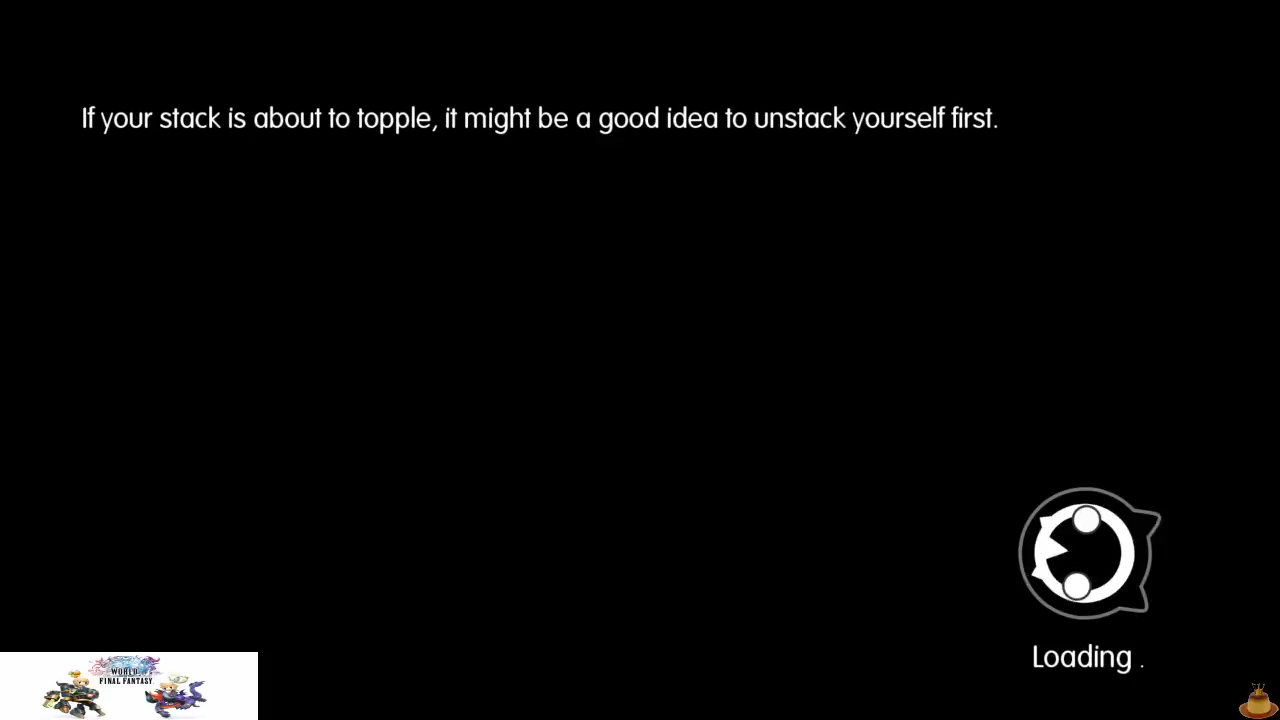 If your stack is about to topple, it might be a good idea to unstack yourself first.
Loading .
WORLD OF
FINAL FANTASY